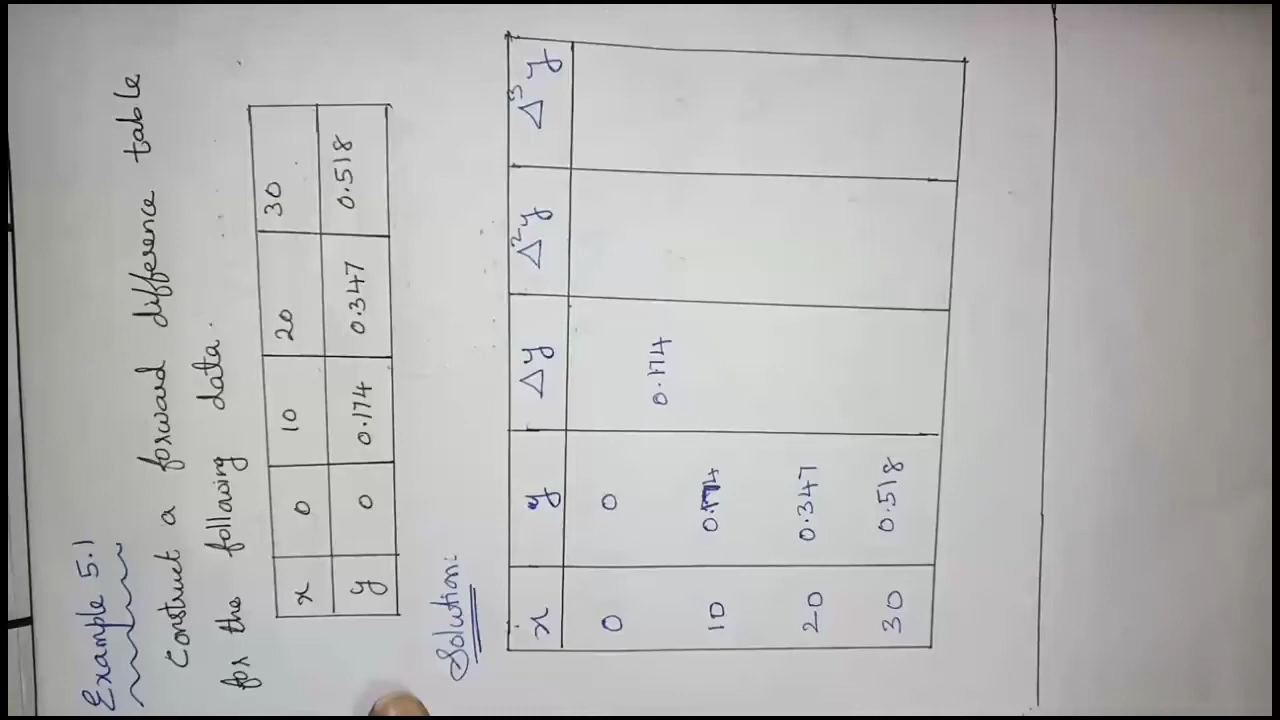 Example 5.1
Construct a forward difference table
for the following data.
x 0 10 20 30
y 0 0.174 0.347 0.518
Solution:
x y Δy Δ²y Δ³y
0 0
0.174
10 0.174
20 0.347
30 0.518